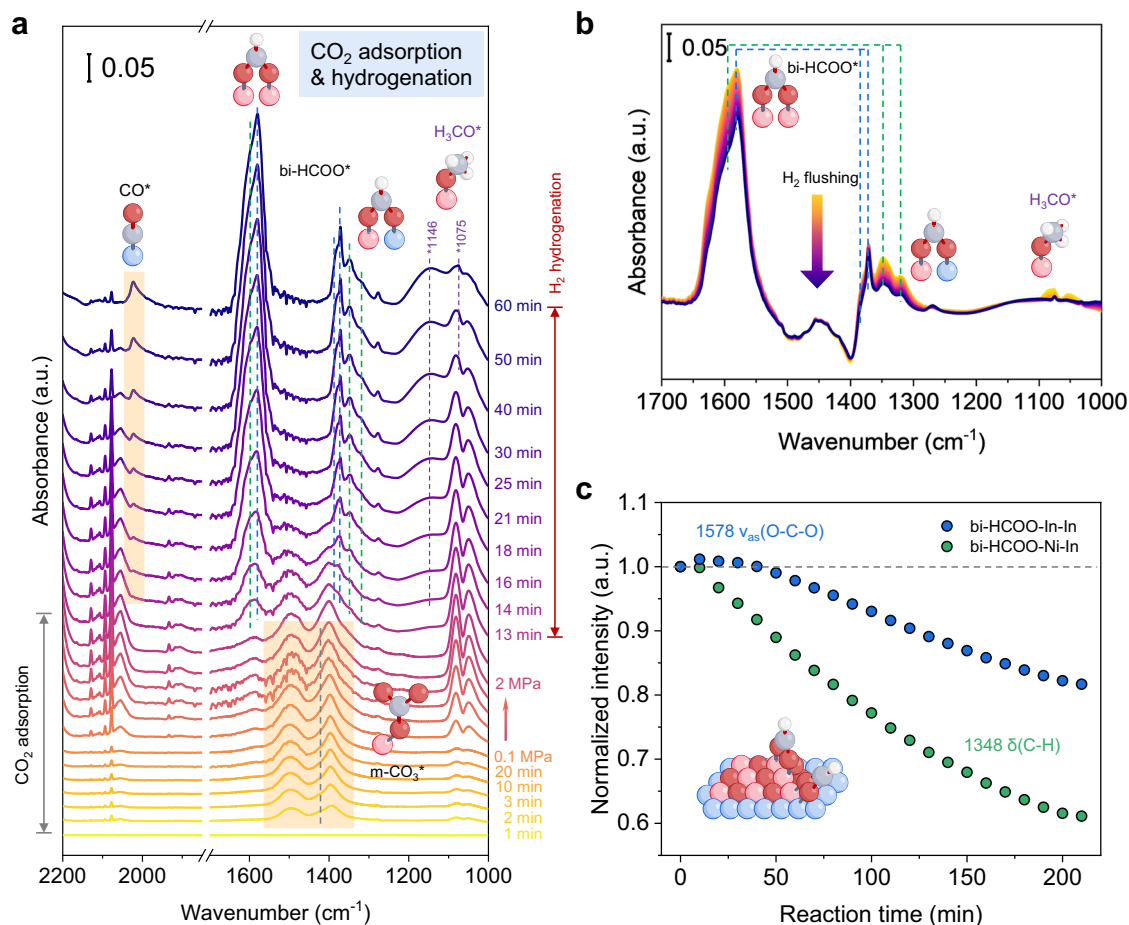 a
0.05
CO2 adsorption
& hydrogenation
CO*
bi-HCOO*
H3CO*
*1146
*1075
H2 hydrogenation
60 min
50 min
40 min
30 min
25 min
21 min
18 min
16 min
14 min
13 min
2 MPa
0.1 MPa
20 min
10 min
3 min
2 min
1 min
m-CO3*
CO2 adsorption
Absorbance (a.u.)
2200 2000 1600 1400 1200 1000
Wavenumber (cm-1)
b
0.05
bi-HCOO*
H2 flushing
H3CO*
Absorbance (a.u.)
1700 1600 1500 1400 1300 1200 1100 1000
Wavenumber (cm-1)
c
1578 vas(O-C-O)
bi-HCOO-In-In
bi-HCOO-Ni-In
1348 δ(C-H)
Normalized intensity (a.u.)
1.1
1.0
0.9
0.8
0.7
0.6
0 50 100 150 200
Reaction time (min)